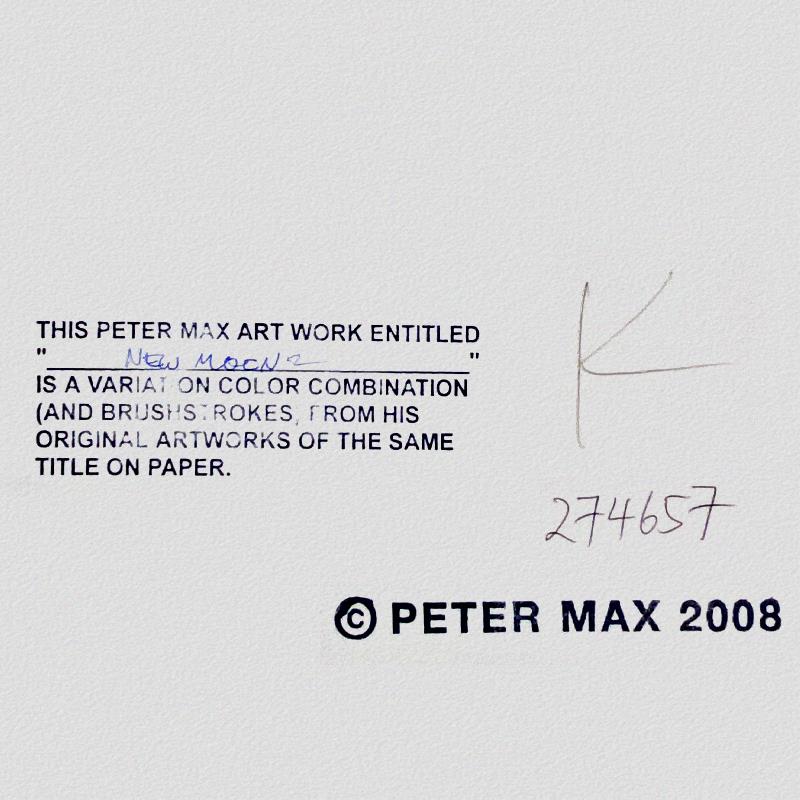 THIS PETER MAX ART WORK ENTITLED
" NEW MOON 2 "
IS A VARIATION COLOR COMBINATION
(AND BRUSHSTROKES, FROM HIS
ORIGINAL ARTWORKS OF THE SAME
TITLE ON PAPER.
K
274657
© PETER MAX 2008